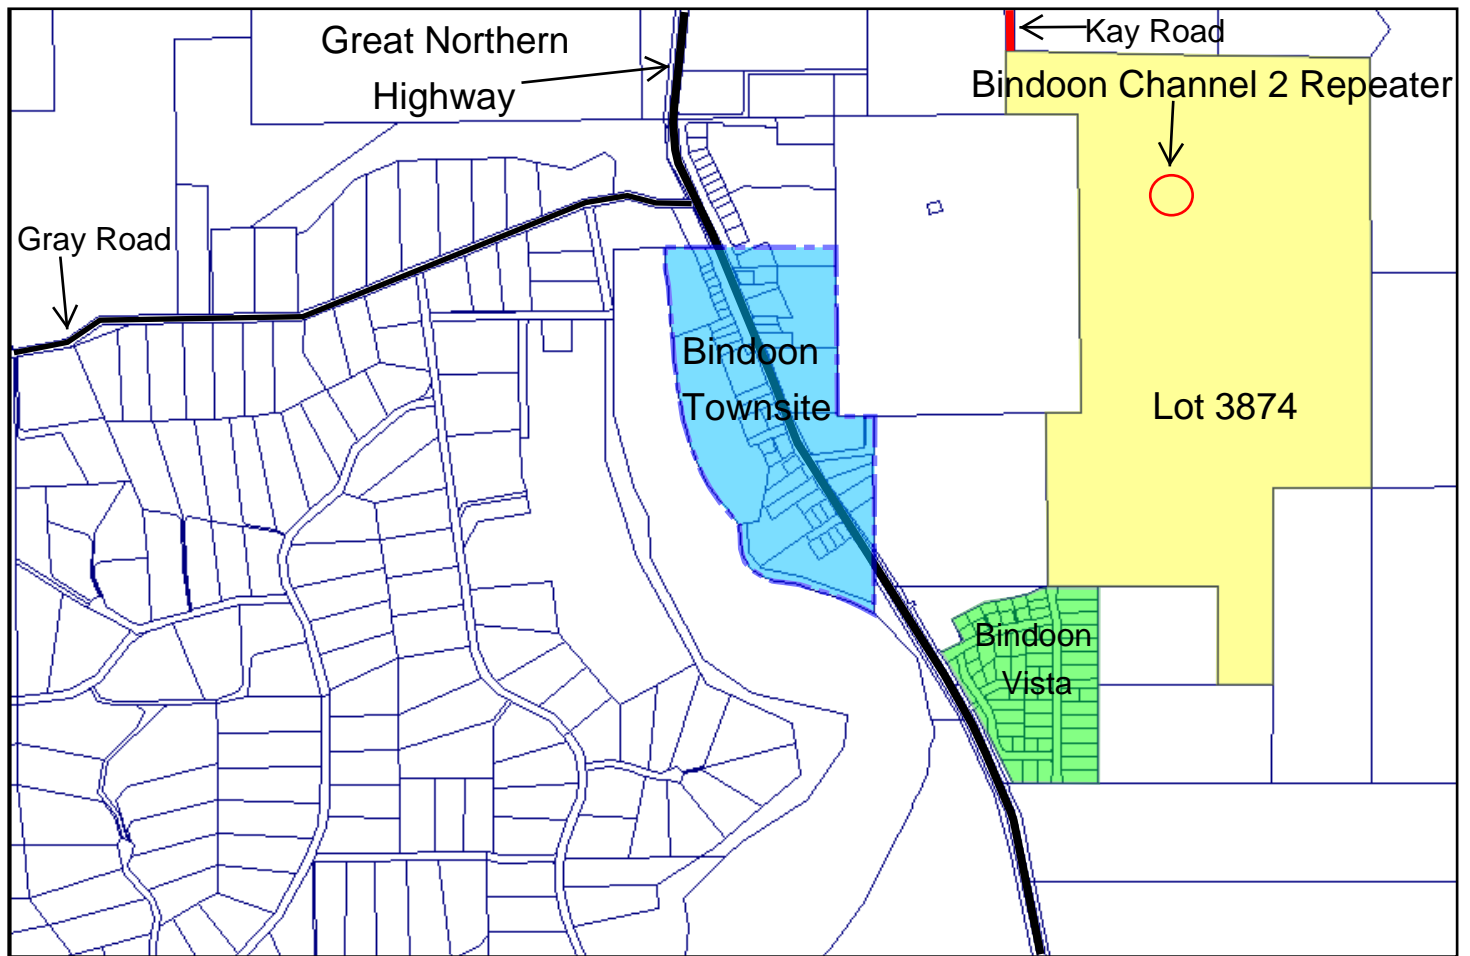 Great Northern
Highway
Kay Road
Bindoon Channel 2 Repeater
Gray Road
Bindoon
Townsite
Lot 3874
Bindoon
Vista